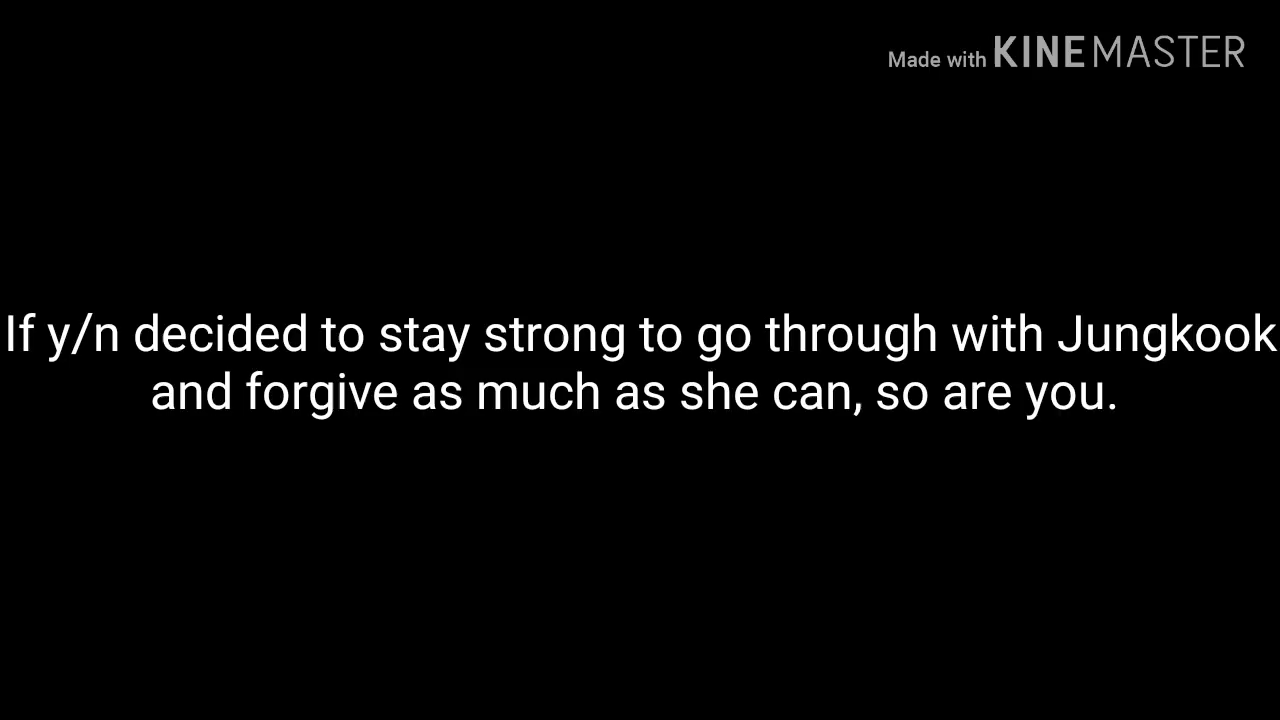 Made with KINEMASTER
If y/n decided to stay strong to go through with Jungkook
and forgive as much as she can, so are you.